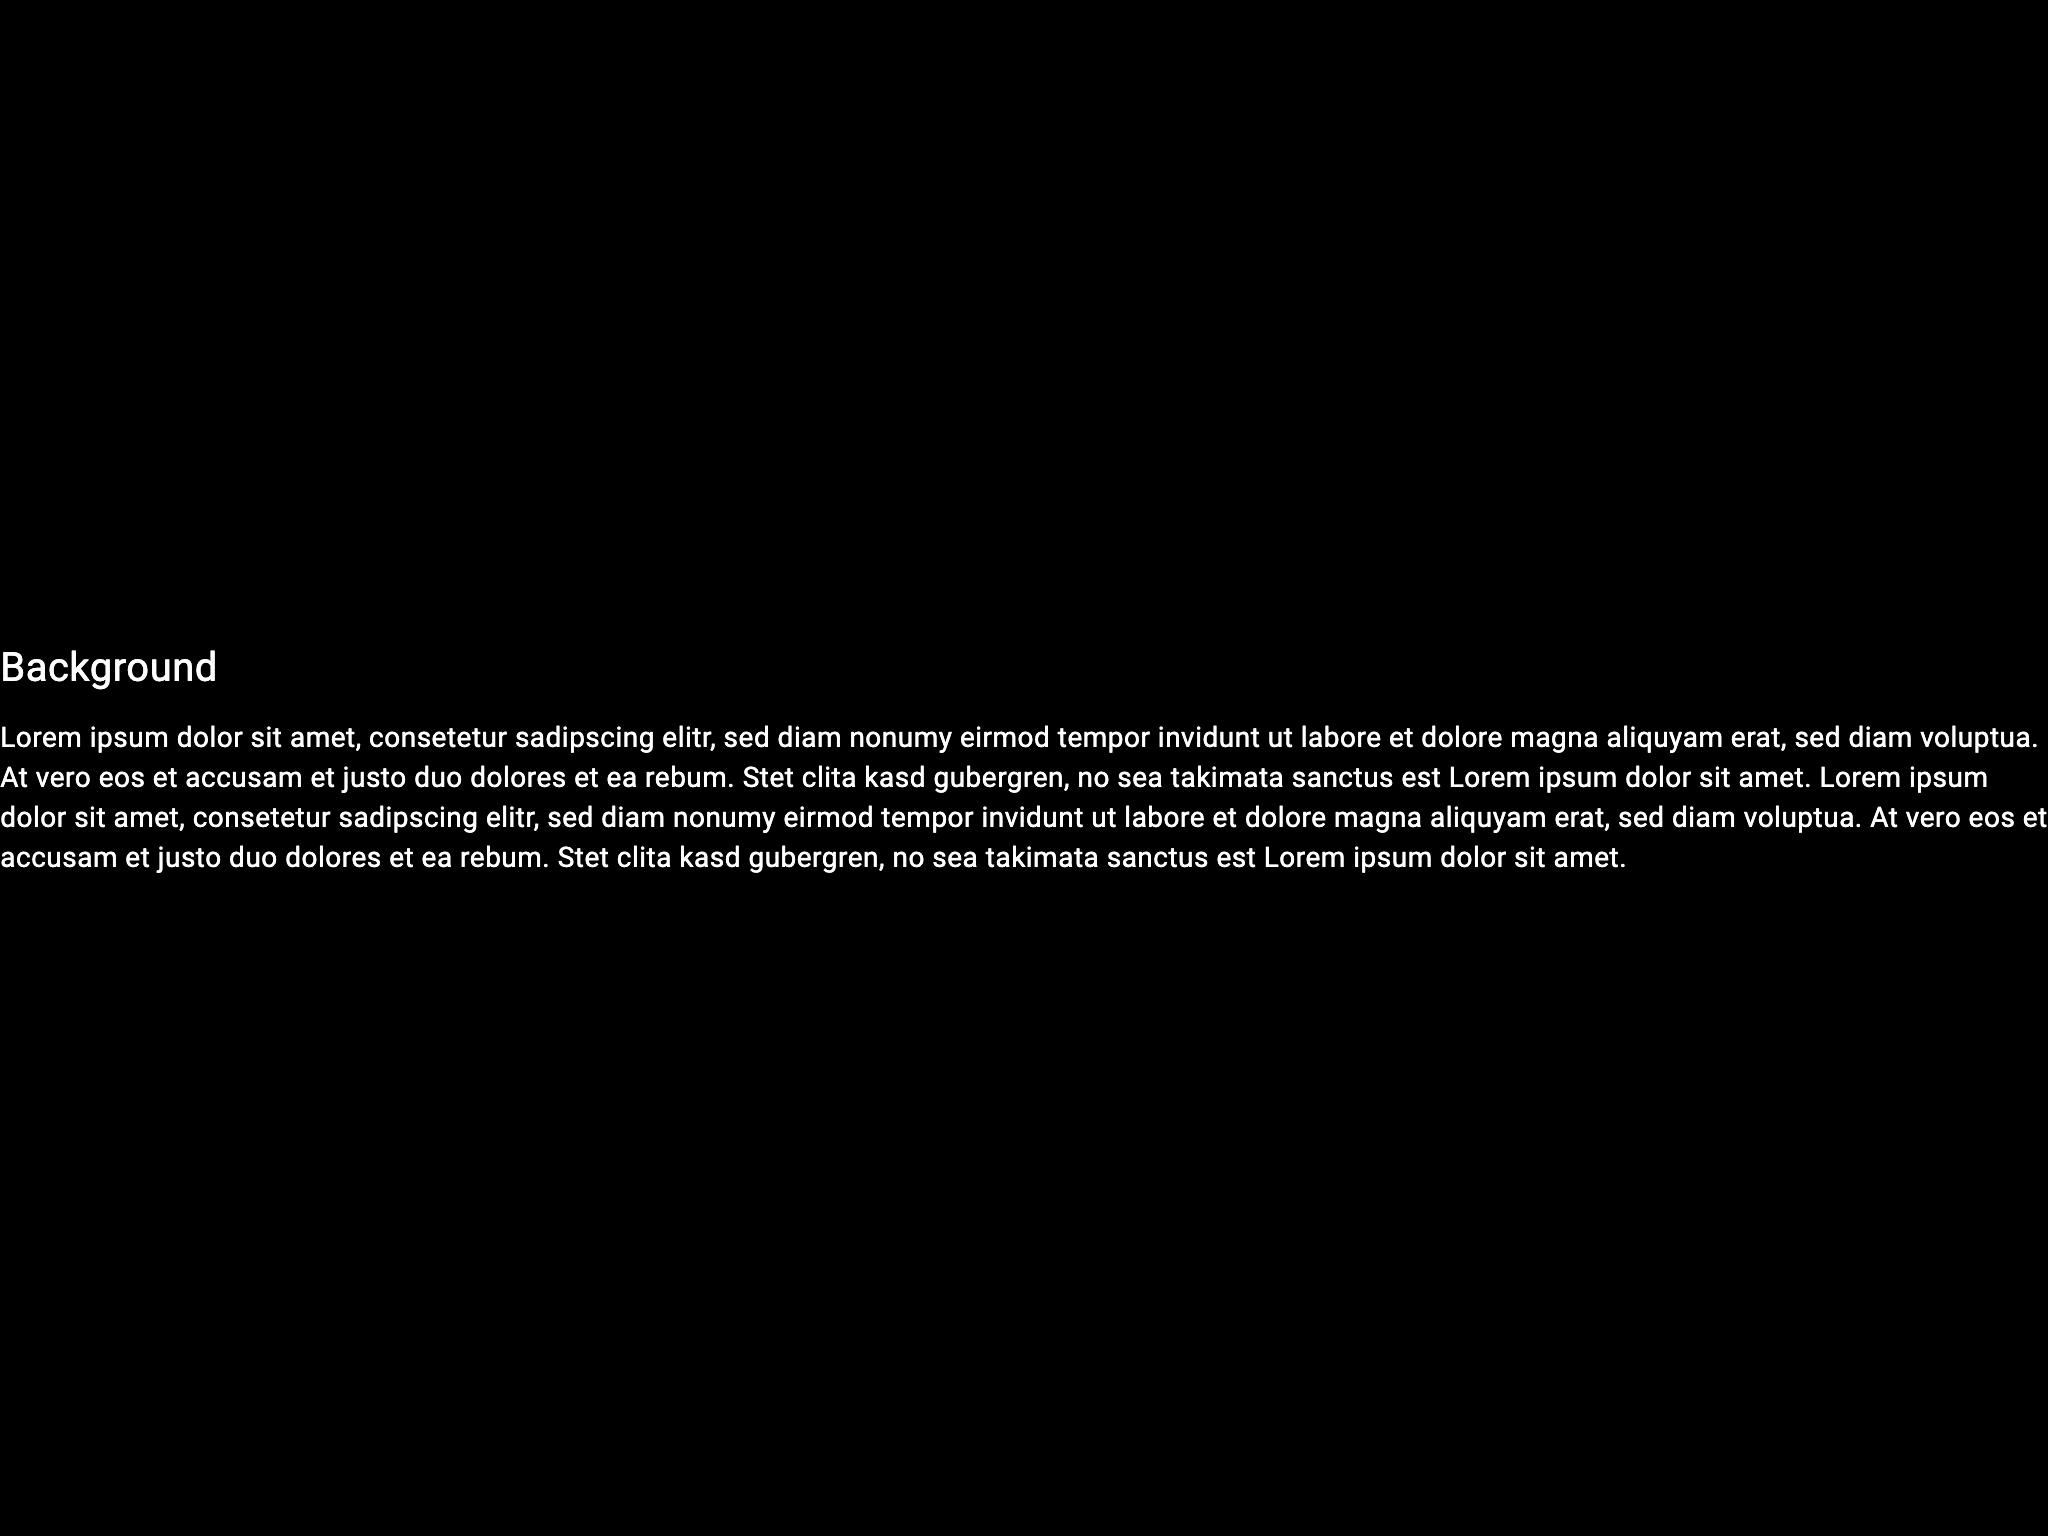 Background
Lorem ipsum dolor sit amet, consetetur sadipscing elitr, sed diam nonumy eirmod tempor invidunt ut labore et dolore magna aliquyam erat, sed diam voluptua.
At vero eos et accusam et justo duo dolores et ea rebum. Stet clita kasd gubergren, no sea takimata sanctus est Lorem ipsum dolor sit amet. Lorem ipsum
dolor sit amet, consetetur sadipscing elitr, sed diam nonumy eirmod tempor invidunt ut labore et dolore magna aliquyam erat, sed diam voluptua. At vero eos et
accusam et justo duo dolores et ea rebum. Stet clita kasd gubergren, no sea takimata sanctus est Lorem ipsum dolor sit amet.